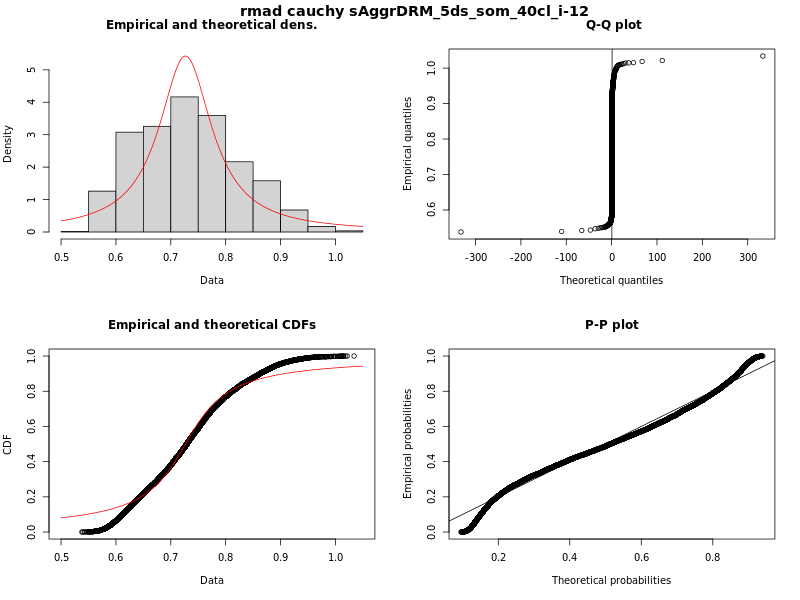 rmad cauchy sAggrDRM_5ds_som_40cl_i-12
Empirical and theoretical dens.
Density
0 1 2 3 4 5
0.5 0.6 0.7 0.8 0.9 1.0
Data
Q-Q plot
Empirical quantiles
0.6 0.7 0.8 0.9 1.0
-300 -200 -100 0 100 200 300
Theoretical quantiles
Empirical and theoretical CDFs
CDF
0.0 0.2 0.4 0.6 0.8 1.0
0.5 0.6 0.7 0.8 0.9 1.0
Data
P-P plot
Empirical probabilities
0.0 0.2 0.4 0.6 0.8 1.0
0.2 0.4 0.6 0.8
Theoretical probabilities